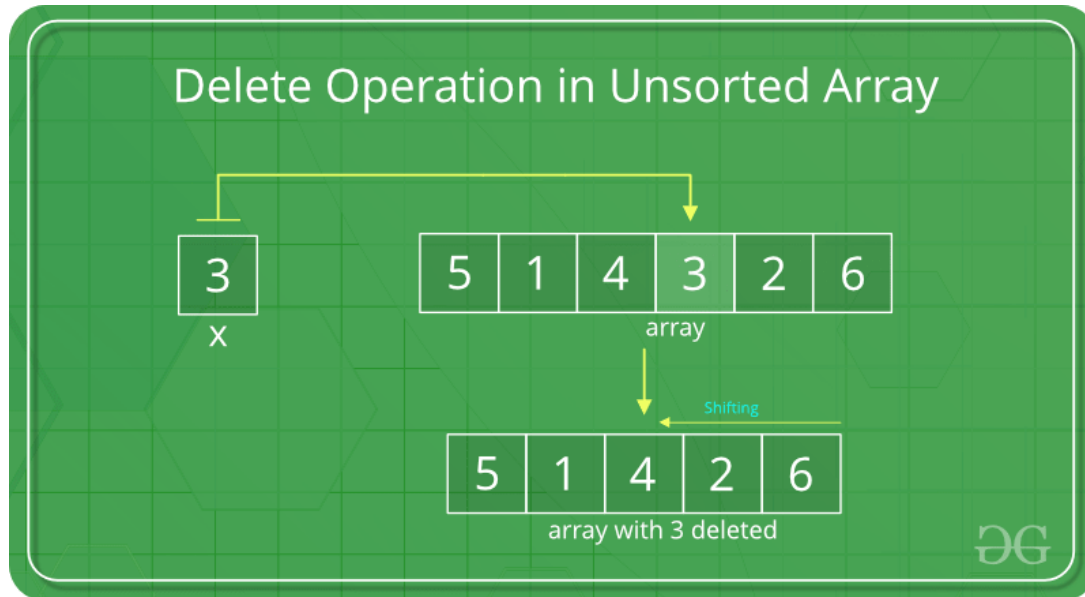 Delete Operation in Unsorted Array
3
x
5 1 4 3 2 6
array
Shifting
5 1 4 2 6
array with 3 deleted
GG